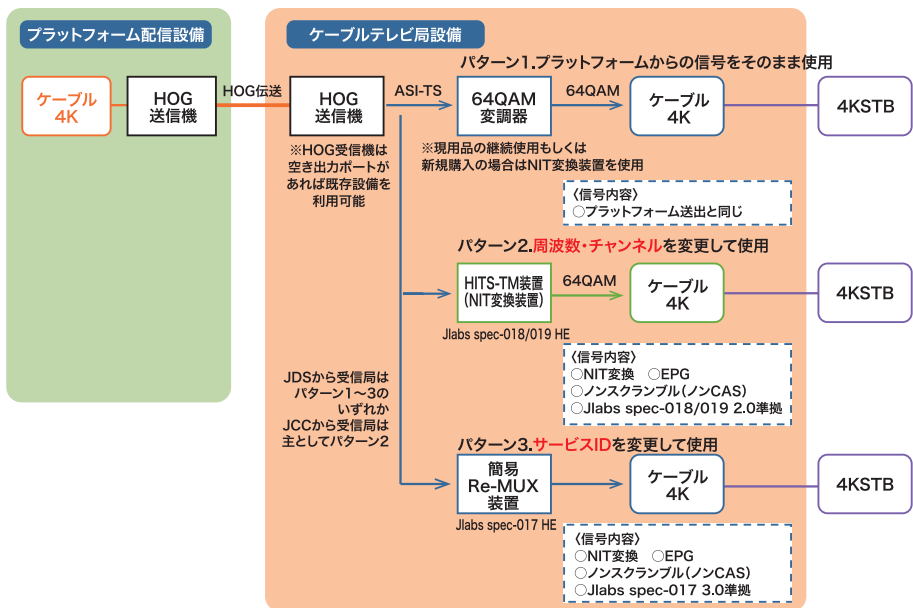 プラットフォーム配信設備
ケーブルテレビ局設備
パターン1.プラットフォームからの信号をそのまま使用
ケーブル
4K
HOG
送信機
HOG伝送
HOG
送信機
ASI-TS
64QAM
変調器
64QAM
ケーブル
4K
4KSTB
※HOG受信機は
空き出力ポートが
あれば既存設備を
利用可能
※現用品の継続使用もしくは
新規購入の場合はNIT変換装置を使用
〈信号内容〉
○プラットフォーム送出と同じ
パターン2.周波数・チャンネルを変更して使用
HITS-TM装置
(NIT変換装置)
64QAM
ケーブル
4K
4KSTB
Jlabs spec-018/019 HE
〈信号内容〉
○NIT変換 ○EPG
○ノンスクランブル(ノンCAS)
○Jlabs spec-018/019 2.0準拠
JDSから受信局は
パターン1〜3の
いずれか
JCCから受信局は
主としてパターン2
パターン3.サービスIDを変更して使用
簡易
Re-MUX
装置
ケーブル
4K
4KSTB
Jlabs spec-017 HE
〈信号内容〉
○NIT変換 ○EPG
○ノンスクランブル(ノンCAS)
○Jlabs spec-017 3.0準拠